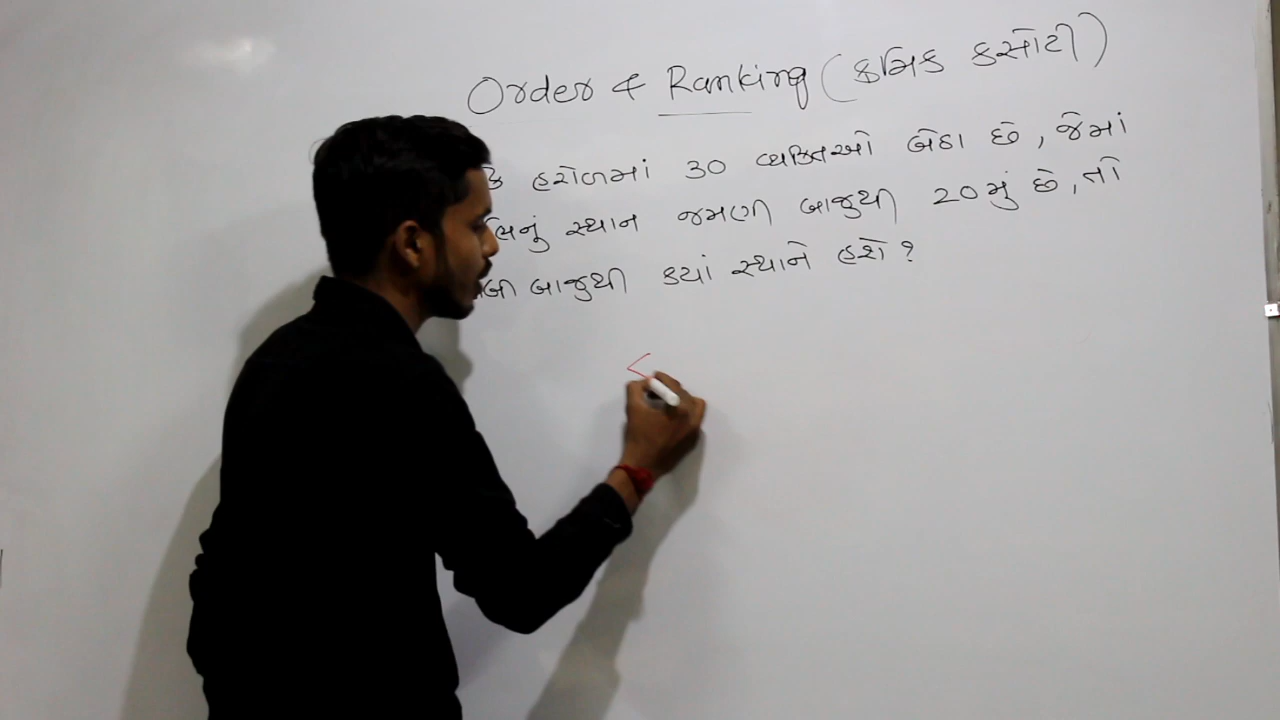 Order & Ranking (ક્રમિક કસોટી)
હરોળમાં 30 વ્યક્તિઓ બેઠા છે, જેમાં
સ્થાન જમણી બાજુથી 20મું છે, તો
બાજુથી કયાં સ્થાને હશે?